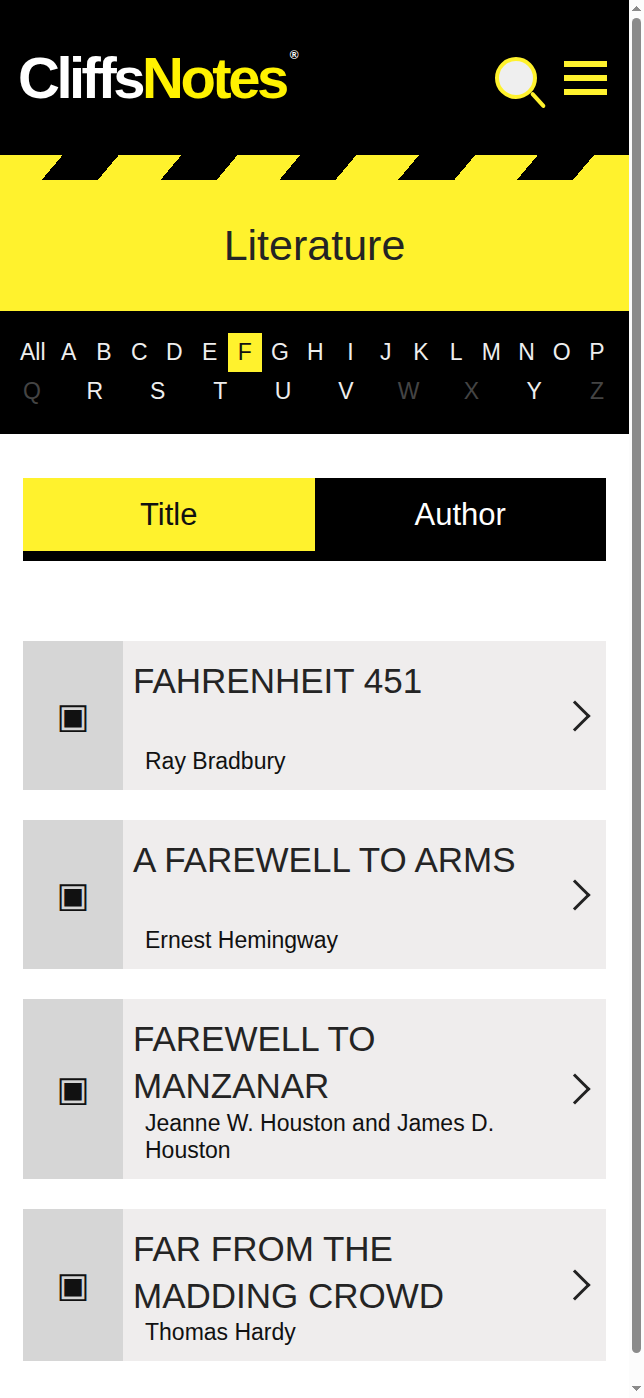 CliffsNotes®
Literature
All A B C D E F G H I J K L M N O P
Q R S T U V W X Y Z
Title Author
FAHRENHEIT 451
Ray Bradbury
A FAREWELL TO ARMS
Ernest Hemingway
FAREWELL TO
MANZANAR
Jeanne W. Houston and James D.
Houston
FAR FROM THE
MADDING CROWD
Thomas Hardy